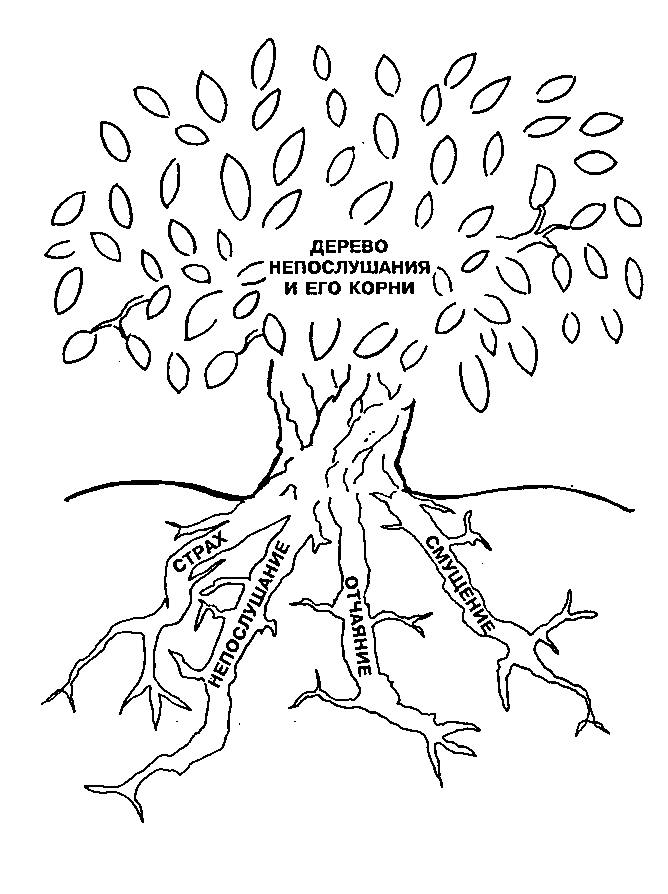 ДЕРЕВО
НЕПОСЛУШАНИЯ
И ЕГО КОРНИ
СТРАХ
НЕПОСЛУШАНИЕ
ОТЧАЯНИЕ
СМУЩЕНИЕ